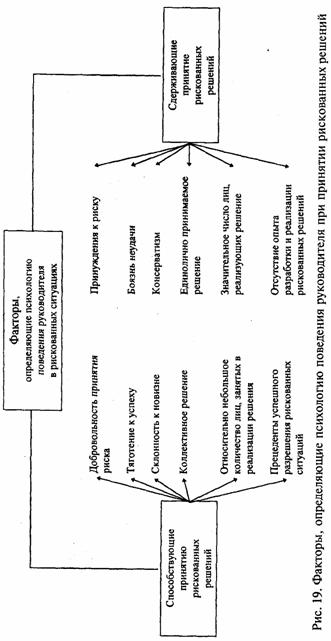 Факторы,
определяющие психологию
поведения руководителя
в рискованных ситуациях
Способствующие
принятию
рискованных
решений
Добровольность принятия
риска
Тяготение к успеху
Склонность к новизне
Коллективное решение
Относительно небольшое
количество лиц, занятых в
реализации решения
Прецеденты успешного
разрешения рискованных
ситуаций
Сдерживающие
принятие
рискованных
решений
Принуждения к риску
Боязнь неудачи
Консерватизм
Единолично принимаемое
решение
Значительное число лиц,
реализующих решение
Отсутствие опыта
разработки и реализации
рискованных решений
Рис. 19. Факторы, определяющие психологию поведения руководителя при принятии рискованных решений